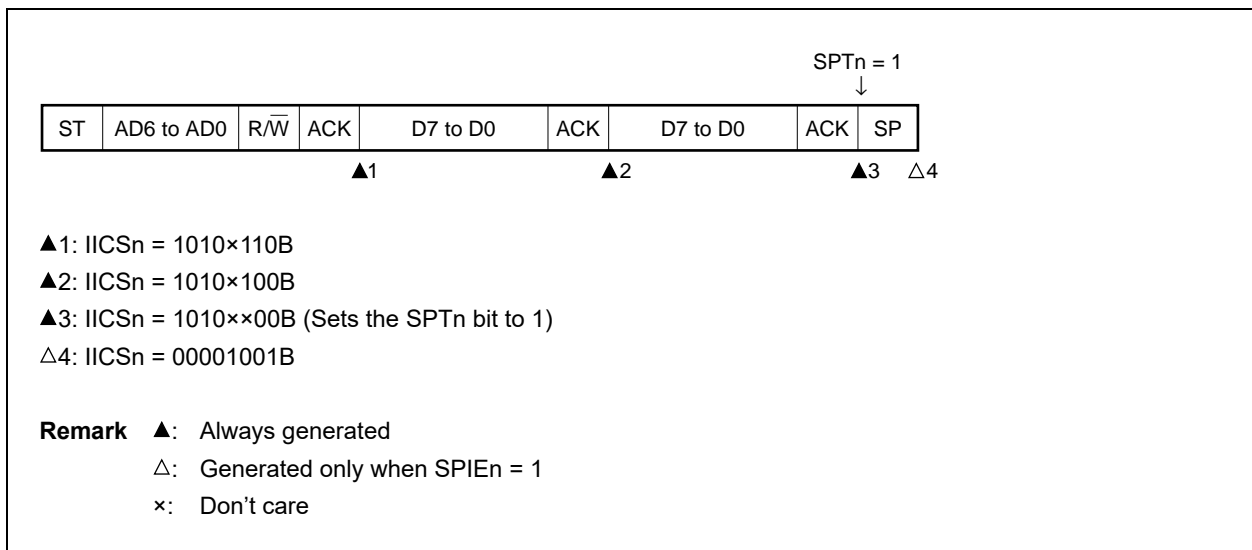 SPTn = 1
↓
ST AD6 to AD0 R/W̅ ACK D7 to D0 ACK D7 to D0 ACK SP
▲1 ▲2 ▲3 △4
▲1: IICSn = 1010×110B
▲2: IICSn = 1010×100B
▲3: IICSn = 1010××00B (Sets the SPTn bit to 1)
△4: IICSn = 00001001B
Remark ▲: Always generated
△: Generated only when SPIEn = 1
×: Don’t care